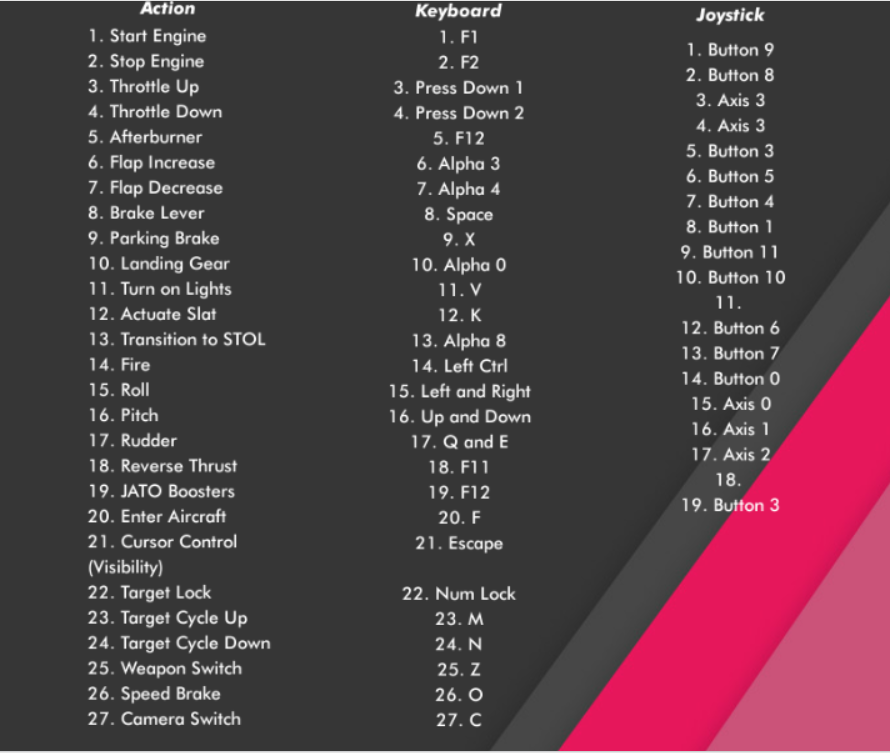 Action
1. Start Engine
2. Stop Engine
3. Throttle Up
4. Throttle Down
5. Afterburner
6. Flap Increase
7. Flap Decrease
8. Brake Lever
9. Parking Brake
10. Landing Gear
11. Turn on Lights
12. Actuate Slat
13. Transition to STOL
14. Fire
15. Roll
16. Pitch
17. Rudder
18. Reverse Thrust
19. JATO Boosters
20. Enter Aircraft
21. Cursor Control
(Visibility)
22. Target Lock
23. Target Cycle Up
24. Target Cycle Down
25. Weapon Switch
26. Speed Brake
27. Camera Switch
Keyboard
1. F1
2. F2
3. Press Down 1
4. Press Down 2
5. F12
6. Alpha 3
7. Alpha 4
8. Space
9. X
10. Alpha 0
11. V
12. K
13. Alpha 8
14. Left Ctrl
15. Left and Right
16. Up and Down
17. Q and E
18. F11
19. F12
20. F
21. Escape
22. Num Lock
23. M
24. N
25. Z
26. O
27. C
Joystick
1. Button 9
2. Button 8
3. Axis 3
4. Axis 3
5. Button 3
6. Button 5
7. Button 4
8. Button 1
9. Button 11
10. Button 10
11.
12. Button 6
13. Button 7
14. Button 0
15. Axis 0
16. Axis 1
17. Axis 2
18.
19. Button 3